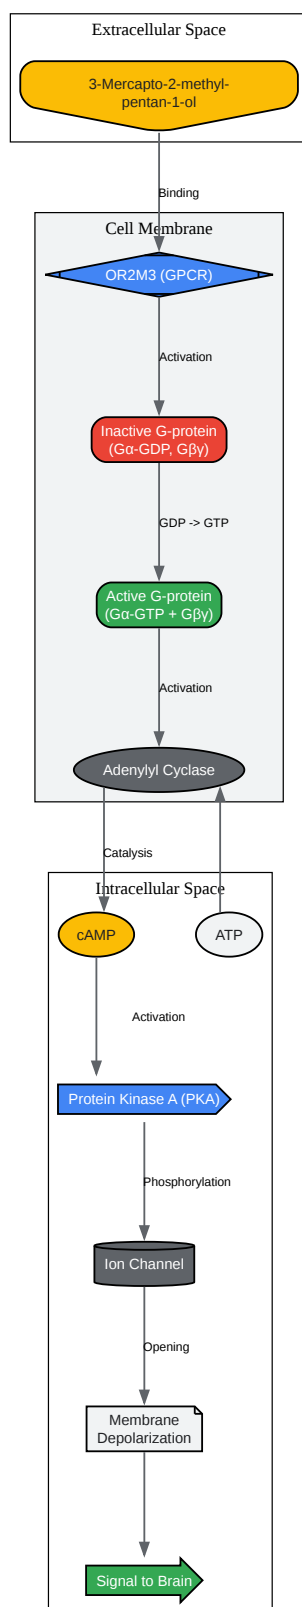 Extracellular Space
3-Mercapto-2-methyl-
pentan-1-ol
Binding
Cell Membrane
OR2M3 (GPCR)
Activation
Inactive G-protein
(Gα-GDP, Gβγ)
GDP -> GTP
Active G-protein
(Gα-GTP + Gβγ)
Activation
Adenylyl Cyclase
Catalysis
Intracellular Space
cAMP
ATP
Activation
Protein Kinase A (PKA)
Phosphorylation
Ion Channel
Opening
Membrane
Depolarization
Signal to Brain